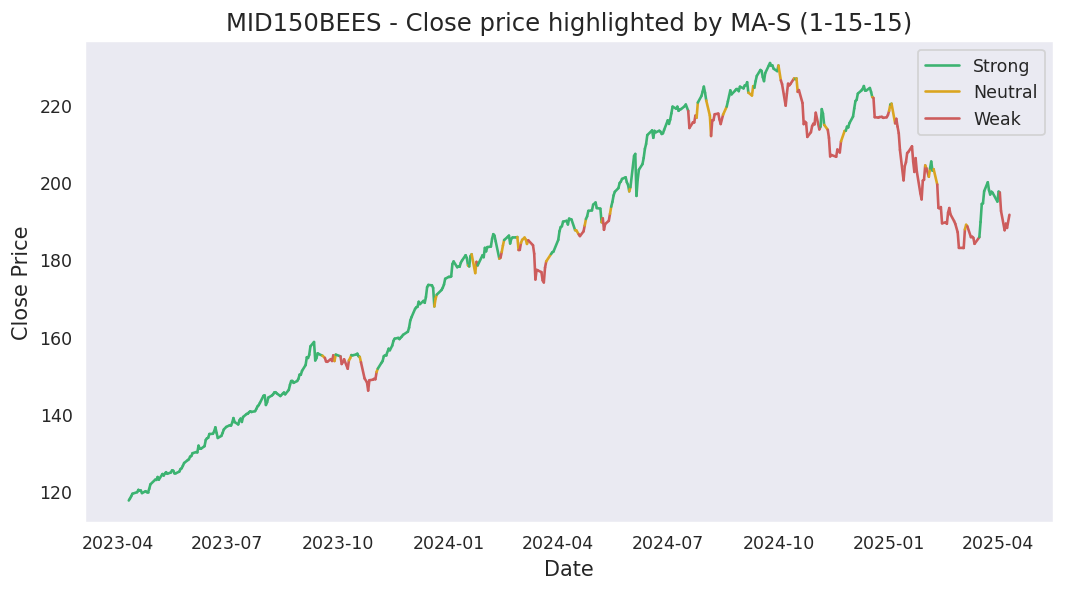 MID150BEES - Close price highlighted by MA-S (1-15-15)
Strong
Neutral
Weak
Close Price
220
200
180
160
140
120
2023-04 2023-07 2023-10 2024-01 2024-04 2024-07 2024-10 2025-01 2025-04
Date